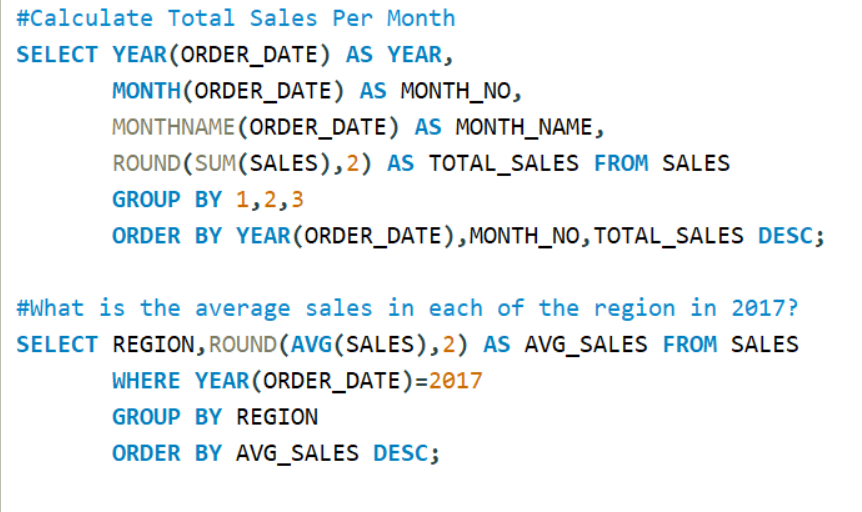 #Calculate Total Sales Per Month
SELECT YEAR(ORDER_DATE) AS YEAR,
MONTH(ORDER_DATE) AS MONTH_NO,
MONTHNAME(ORDER_DATE) AS MONTH_NAME,
ROUND(SUM(SALES),2) AS TOTAL_SALES FROM SALES
GROUP BY 1,2,3
ORDER BY YEAR(ORDER_DATE),MONTH_NO,TOTAL_SALES DESC;
#What is the average sales in each of the region in 2017?
SELECT REGION,ROUND(AVG(SALES),2) AS AVG_SALES FROM SALES
WHERE YEAR(ORDER_DATE)=2017
GROUP BY REGION
ORDER BY AVG_SALES DESC;